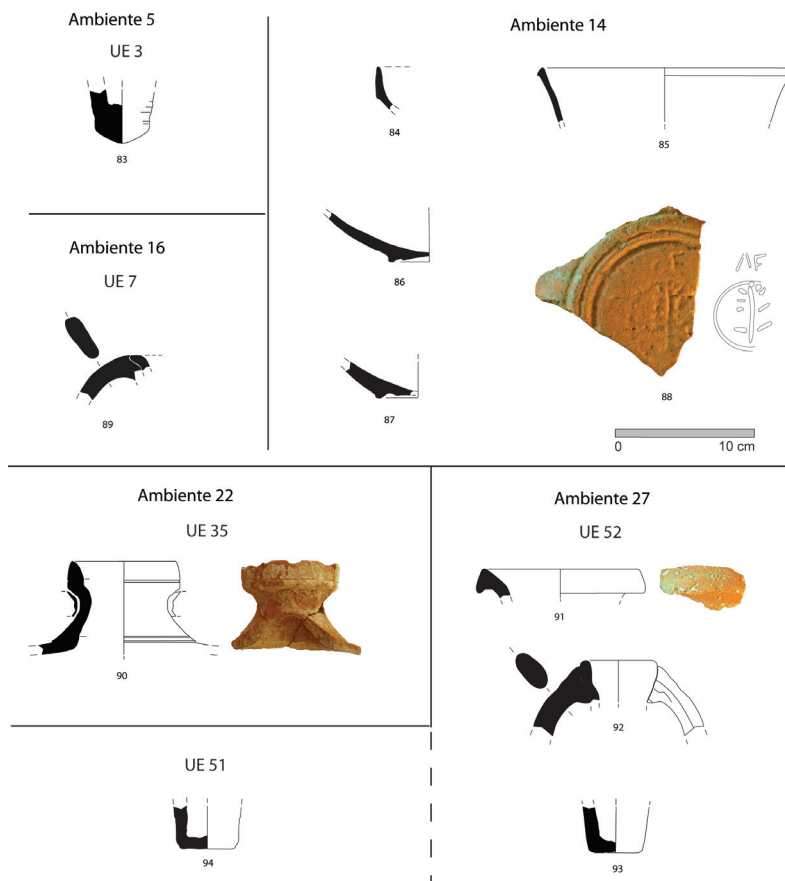 Ambiente 5
UE 3
83
Ambiente 14
84
85
86
87
88
ΛF
0
10 cm
Ambiente 16
UE 7
89
Ambiente 22
UE 35
90
Ambiente 27
UE 52
91
92
93
UE 51
94